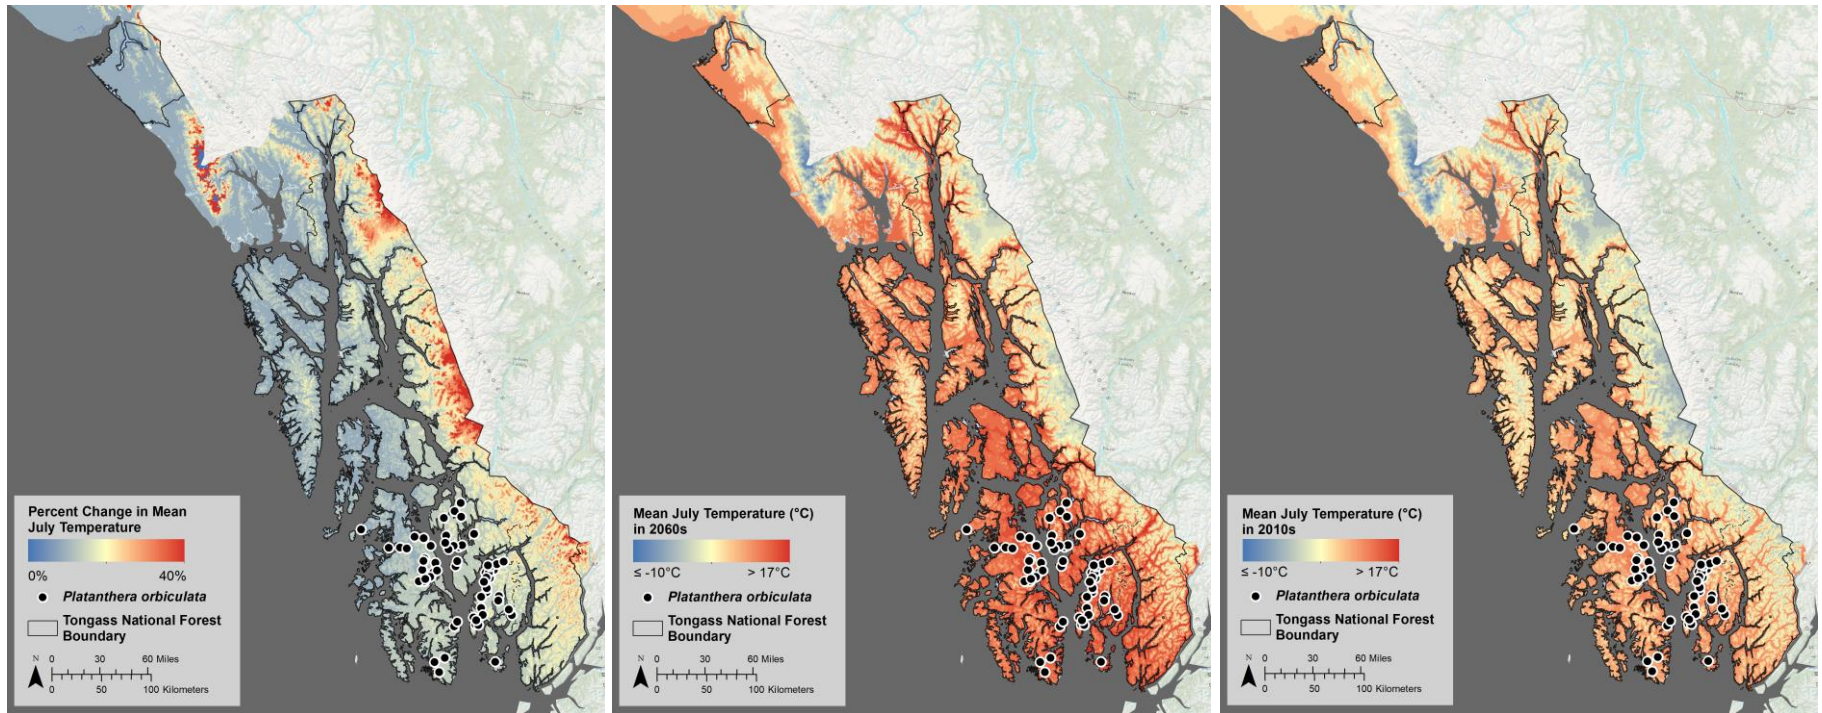 Percent Change in Mean
July Temperature
0% 40%
Platanthera orbiculata
Tongass National Forest
Boundary
N 0 30 60 Miles
0 50 100 Kilometers
Mean July Temperature (°C)
in 2060s
≤ -10°C > 17°C
Platanthera orbiculata
Tongass National Forest
Boundary
N 0 30 60 Miles
0 50 100 Kilometers
Mean July Temperature (°C)
in 2010s
≤ -10°C > 17°C
Platanthera orbiculata
Tongass National Forest
Boundary
N 0 30 60 Miles
0 50 100 Kilometers